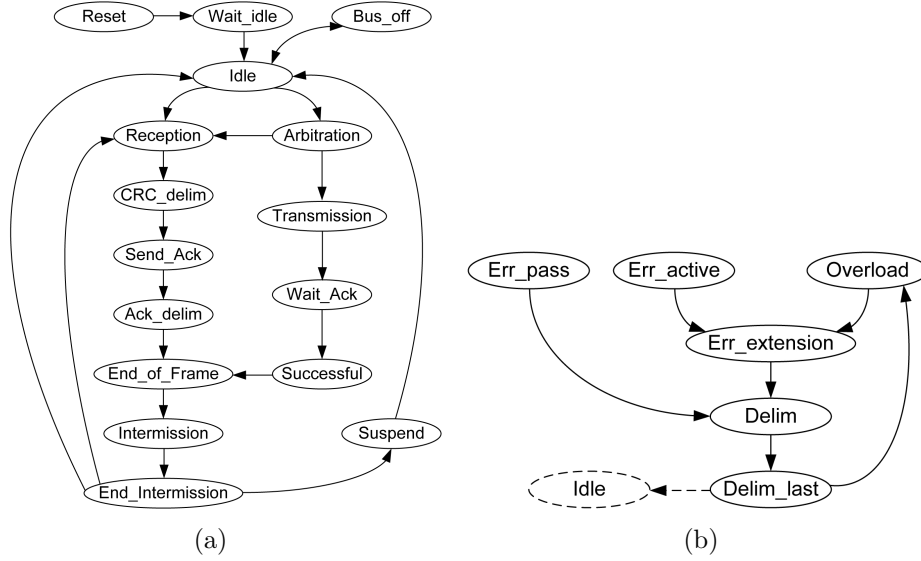 Reset
Wait_idle
Bus_off
Idle
Reception
Arbitration
CRC_delim
Transmission
Send_Ack
Wait_Ack
Ack_delim
End_of_Frame
Successful
Intermission
Suspend
End_Intermission
(a)
Err_pass
Err_active
Overload
Err_extension
Delim
Idle
Delim_last
(b)